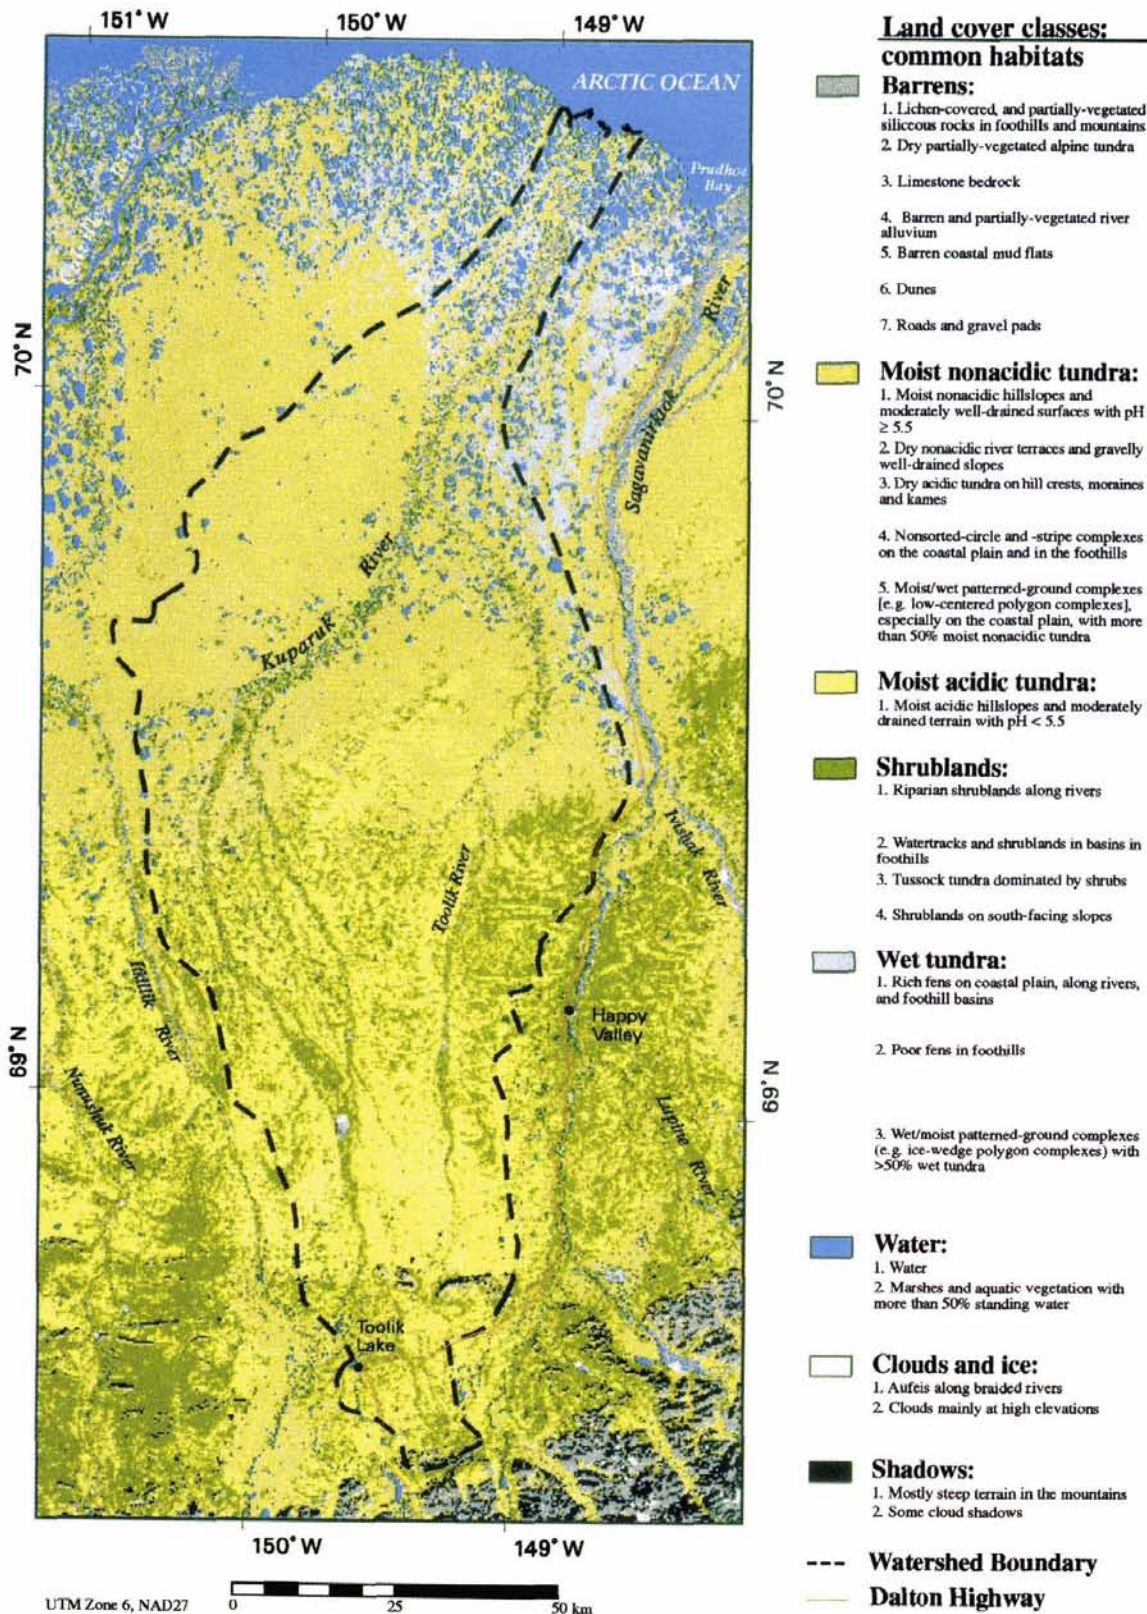 151° W
150° W
149° W
ARCTIC OCEAN
Prudhoe
Bay
River
70° N
70° N
Sagavanirktok
River
Kuparuk
Ivishak
River
Toolik River
Itkillik
River
Happy
Valley
69° N
69° N
Nanushuk River
Lupine
River
Toolik
Lake
150° W
149° W
UTM Zone 6, NAD27
0
25
50 km
Land cover classes:
common habitats
Barrens:
1. Lichen-covered, and partially-vegetated
siliceous rocks in foothills and mountains
2. Dry partially-vegetated alpine tundra
3. Limestone bedrock
4. Barren and partially-vegetated river
alluvium
5. Barren coastal mud flats
6. Dunes
7. Roads and gravel pads
Moist nonacidic tundra:
1. Moist nonacidic hillslopes and
moderately well-drained surfaces with pH
≥ 5.5
2. Dry nonacidic river terraces and gravelly
well-drained slopes
3. Dry acidic tundra on hill crests, moraines
and kames
4. Nonsorted-circle and -stripe complexes
on the coastal plain and in the foothills
5. Moist/wet patterned-ground complexes
[e.g. low-centered polygon complexes],
especially on the coastal plain, with more
than 50% moist nonacidic tundra
Moist acidic tundra:
1. Moist acidic hillslopes and moderately
drained terrain with pH < 5.5
Shrublands:
1. Riparian shrublands along rivers
2. Watertracks and shrublands in basins in
foothills
3. Tussock tundra dominated by shrubs
4. Shrublands on south-facing slopes
Wet tundra:
1. Rich fens on coastal plain, along rivers,
and foothill basins
2. Poor fens in foothills
3. Wet/moist patterned-ground complexes
(e.g. ice-wedge polygon complexes) with
>50% wet tundra
Water:
1. Water
2. Marshes and aquatic vegetation with
more than 50% standing water
Clouds and ice:
1. Aufeis along braided rivers
2. Clouds mainly at high elevations
Shadows:
1. Mostly steep terrain in the mountains
2. Some cloud shadows
Watershed Boundary
Dalton Highway